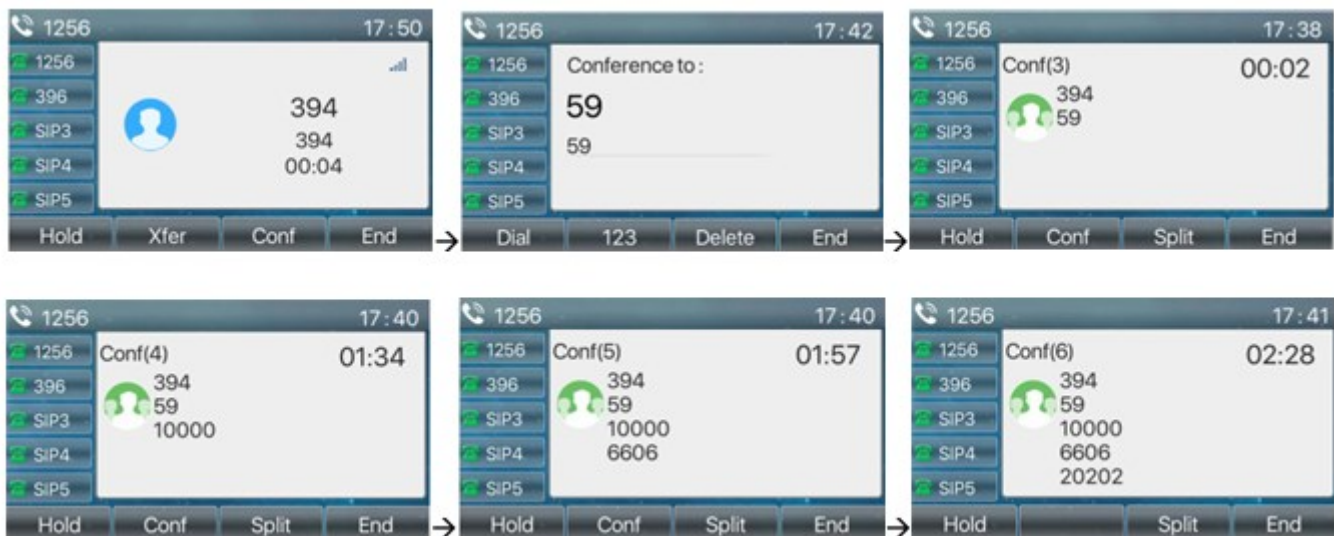 1256 17:50
1256
396
SIP3
SIP4
SIP5
394
394
00:04
Hold Xfer Conf End
→
1256 17:42
1256
396
SIP3
SIP4
SIP5
Conference to :
59
59
Dial 123 Delete End
→
1256 17:38
1256
396
SIP3
SIP4
SIP5
Conf(3) 00:02
394
59
Hold Conf Split End
1256 17:40
1256
396
SIP3
SIP4
SIP5
Conf(4) 01:34
394
59
10000
Hold Conf Split End
→
1256 17:40
1256
396
SIP3
SIP4
SIP5
Conf(5) 01:57
394
59
10000
6606
Hold Conf Split End
→
1256 17:41
1256
396
SIP3
SIP4
SIP5
Conf(6) 02:28
394
59
10000
6606
20202
Hold Split End